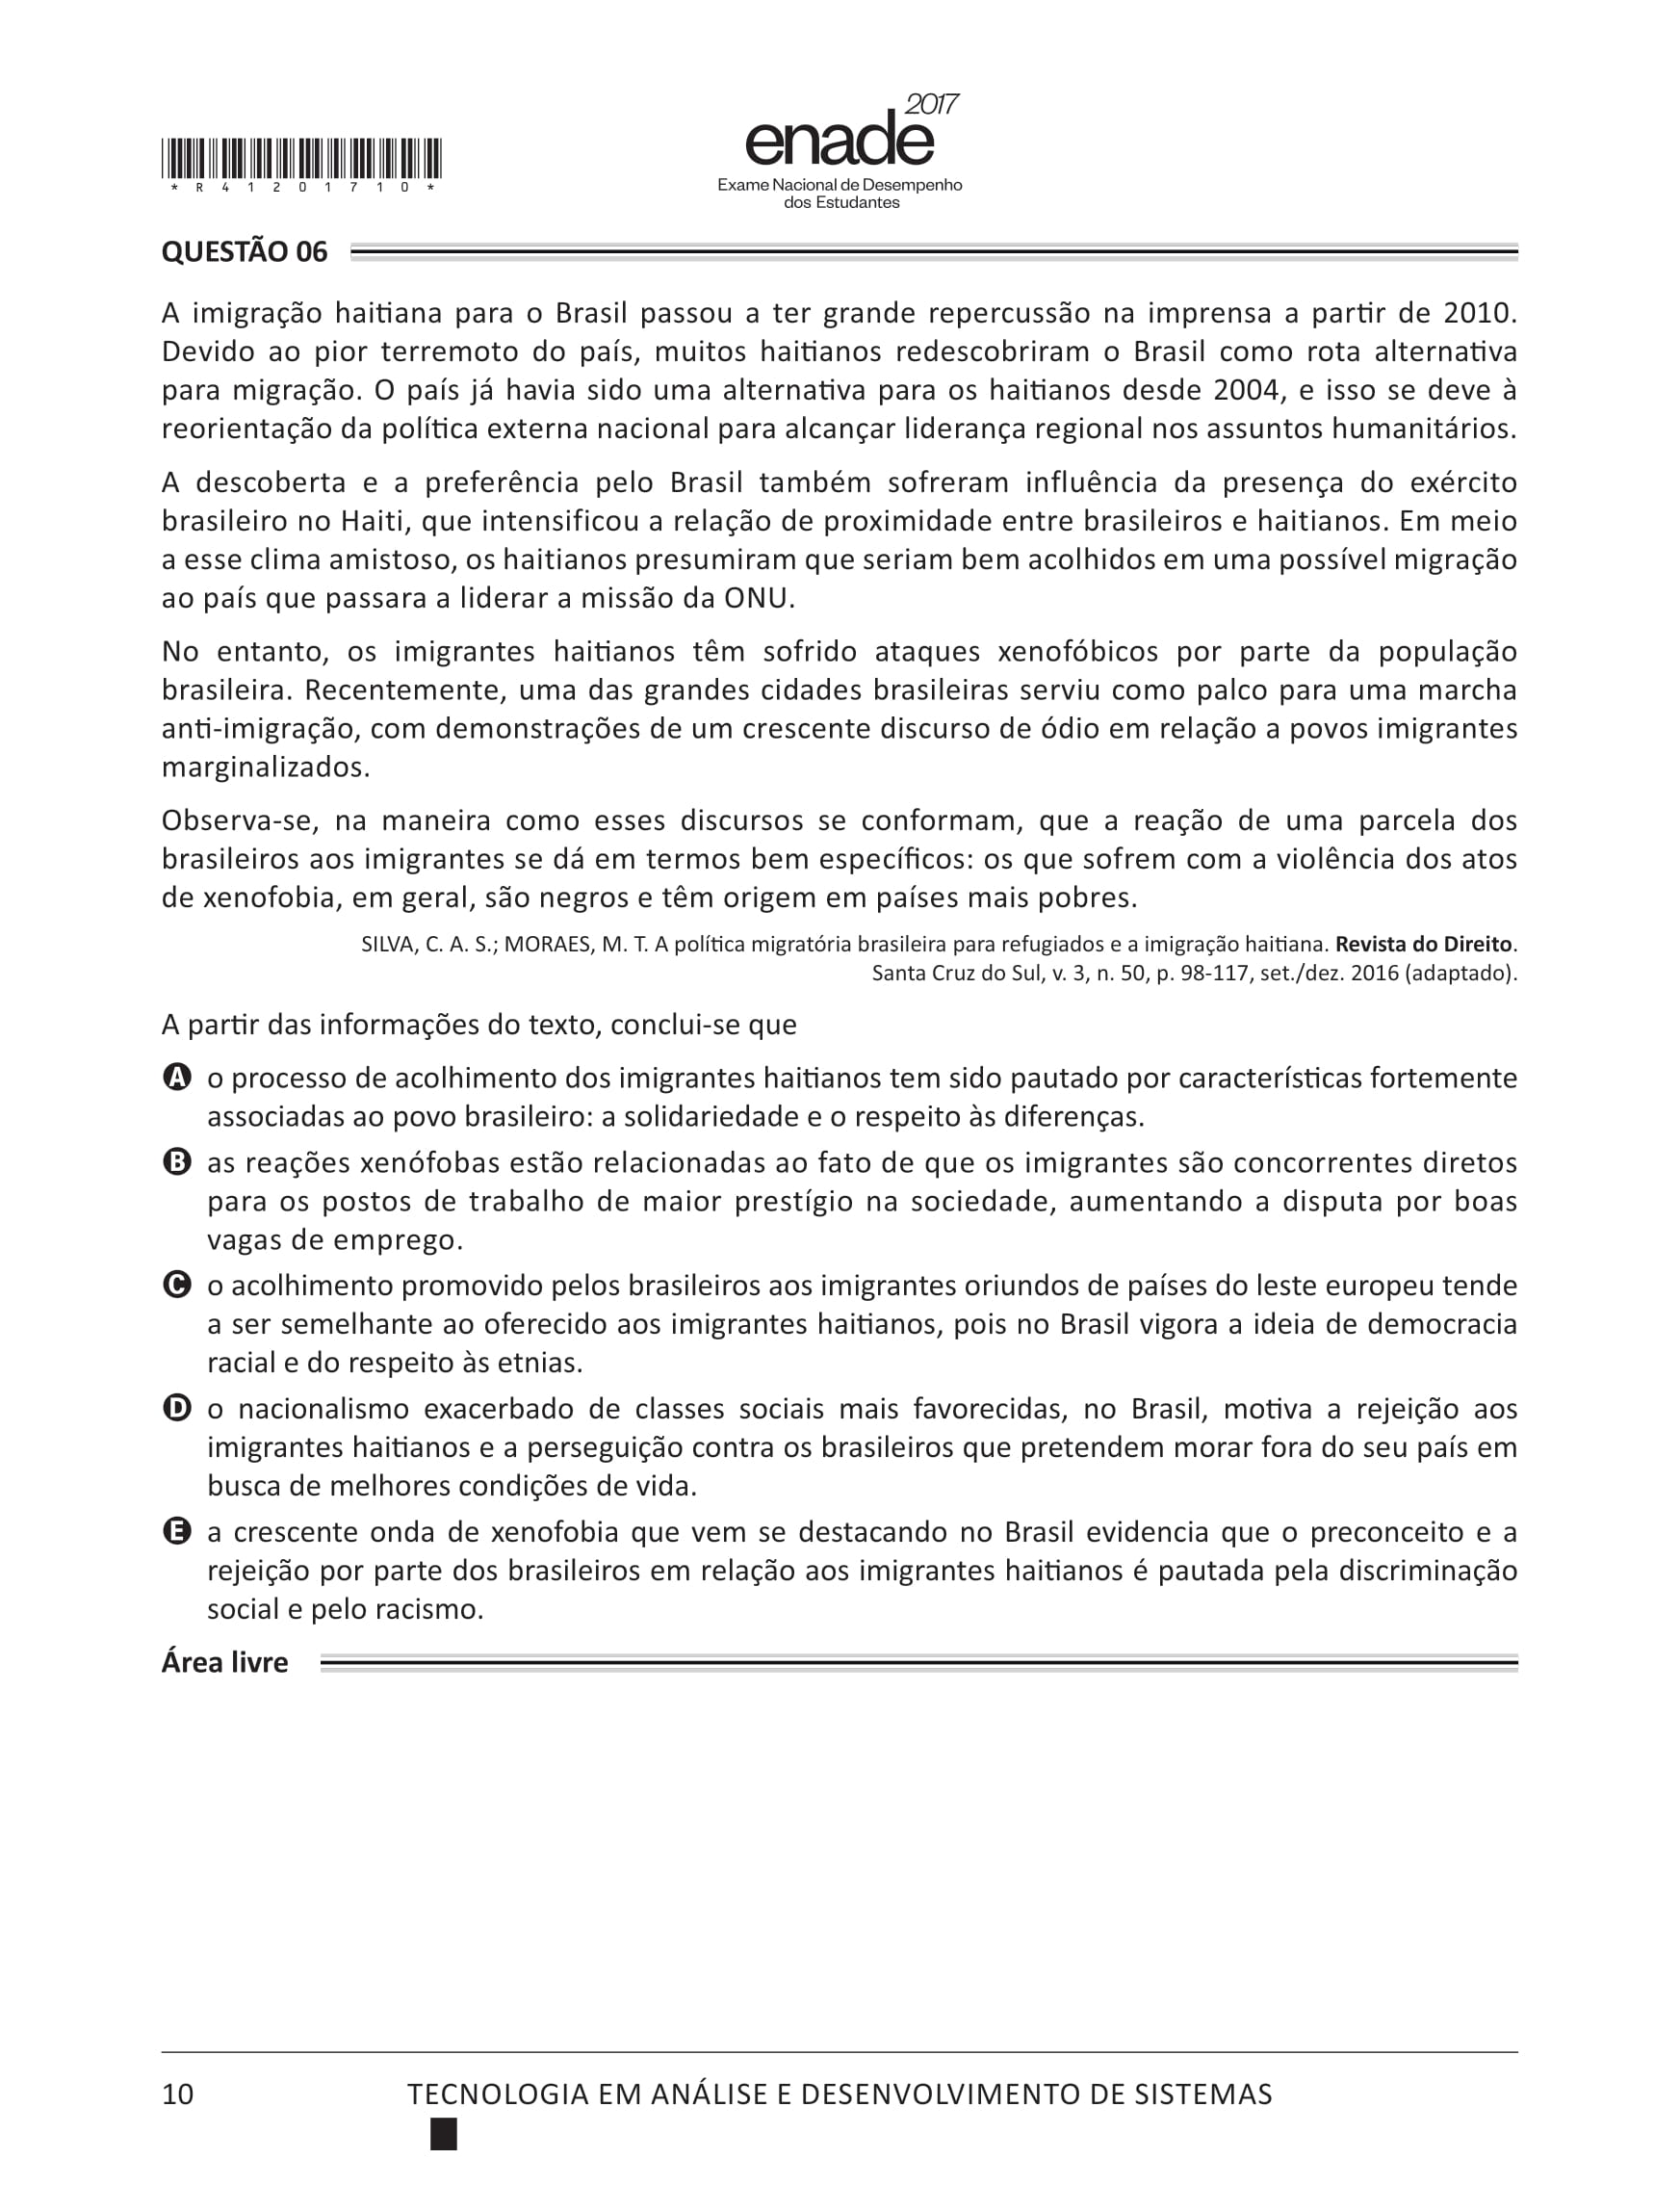 2017
enade
Exame Nacional de Desempenho
dos Estudantes
* R 4 1 2 0 1 7 1 0 *
QUESTÃO 06
A imigração haitiana para o Brasil passou a ter grande repercussão na imprensa a partir de 2010.
Devido ao pior terremoto do país, muitos haitianos redescobriram o Brasil como rota alternativa
para migração. O país já havia sido uma alternativa para os haitianos desde 2004, e isso se deve à
reorientação da política externa nacional para alcançar liderança regional nos assuntos humanitários.
A descoberta e a preferência pelo Brasil também sofreram influência da presença do exército
brasileiro no Haiti, que intensificou a relação de proximidade entre brasileiros e haitianos. Em meio
a esse clima amistoso, os haitianos presumiram que seriam bem acolhidos em uma possível migração
ao país que passara a liderar a missão da ONU.
No entanto, os imigrantes haitianos têm sofrido ataques xenofóbicos por parte da população
brasileira. Recentemente, uma das grandes cidades brasileiras serviu como palco para uma marcha
anti-imigração, com demonstrações de um crescente discurso de ódio em relação a povos imigrantes
marginalizados.
Observa-se, na maneira como esses discursos se conformam, que a reação de uma parcela dos
brasileiros aos imigrantes se dá em termos bem específicos: os que sofrem com a violência dos atos
de xenofobia, em geral, são negros e têm origem em países mais pobres.
SILVA, C. A. S.; MORAES, M. T. A política migratória brasileira para refugiados e a imigração haitiana. Revista do Direito.
Santa Cruz do Sul, v. 3, n. 50, p. 98-117, set./dez. 2016 (adaptado).
A partir das informações do texto, conclui-se que
A o processo de acolhimento dos imigrantes haitianos tem sido pautado por características fortemente
associadas ao povo brasileiro: a solidariedade e o respeito às diferenças.
B as reações xenófobas estão relacionadas ao fato de que os imigrantes são concorrentes diretos
para os postos de trabalho de maior prestígio na sociedade, aumentando a disputa por boas
vagas de emprego.
C o acolhimento promovido pelos brasileiros aos imigrantes oriundos de países do leste europeu tende
a ser semelhante ao oferecido aos imigrantes haitianos, pois no Brasil vigora a ideia de democracia
racial e do respeito às etnias.
D o nacionalismo exacerbado de classes sociais mais favorecidas, no Brasil, motiva a rejeição aos
imigrantes haitianos e a perseguição contra os brasileiros que pretendem morar fora do seu país em
busca de melhores condições de vida.
E a crescente onda de xenofobia que vem se destacando no Brasil evidencia que o preconceito e a
rejeição por parte dos brasileiros em relação aos imigrantes haitianos é pautada pela discriminação
social e pelo racismo.
Área livre
10
TECNOLOGIA EM ANÁLISE E DESENVOLVIMENTO DE SISTEMAS